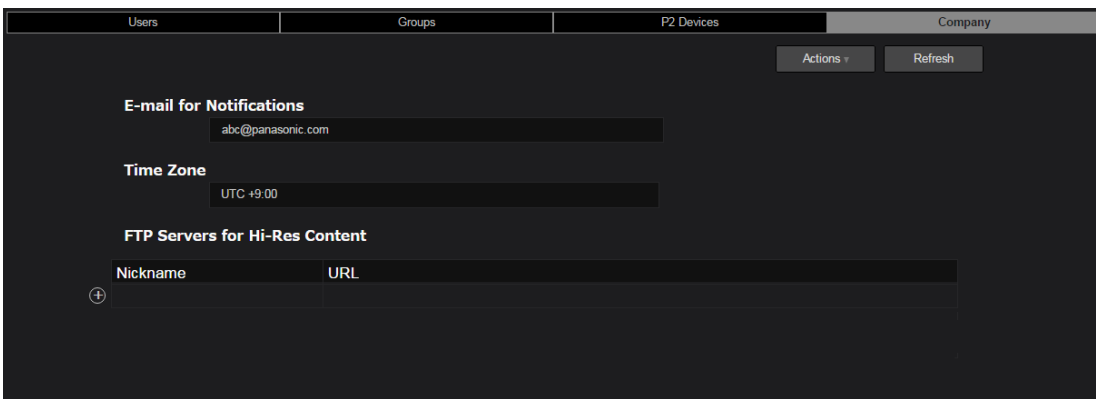 Users Groups P2 Devices Company
Actions ▼ Refresh
E-mail for Notifications
abc@panasonic.com
Time Zone
UTC +9:00
FTP Servers for Hi-Res Content
Nickname URL